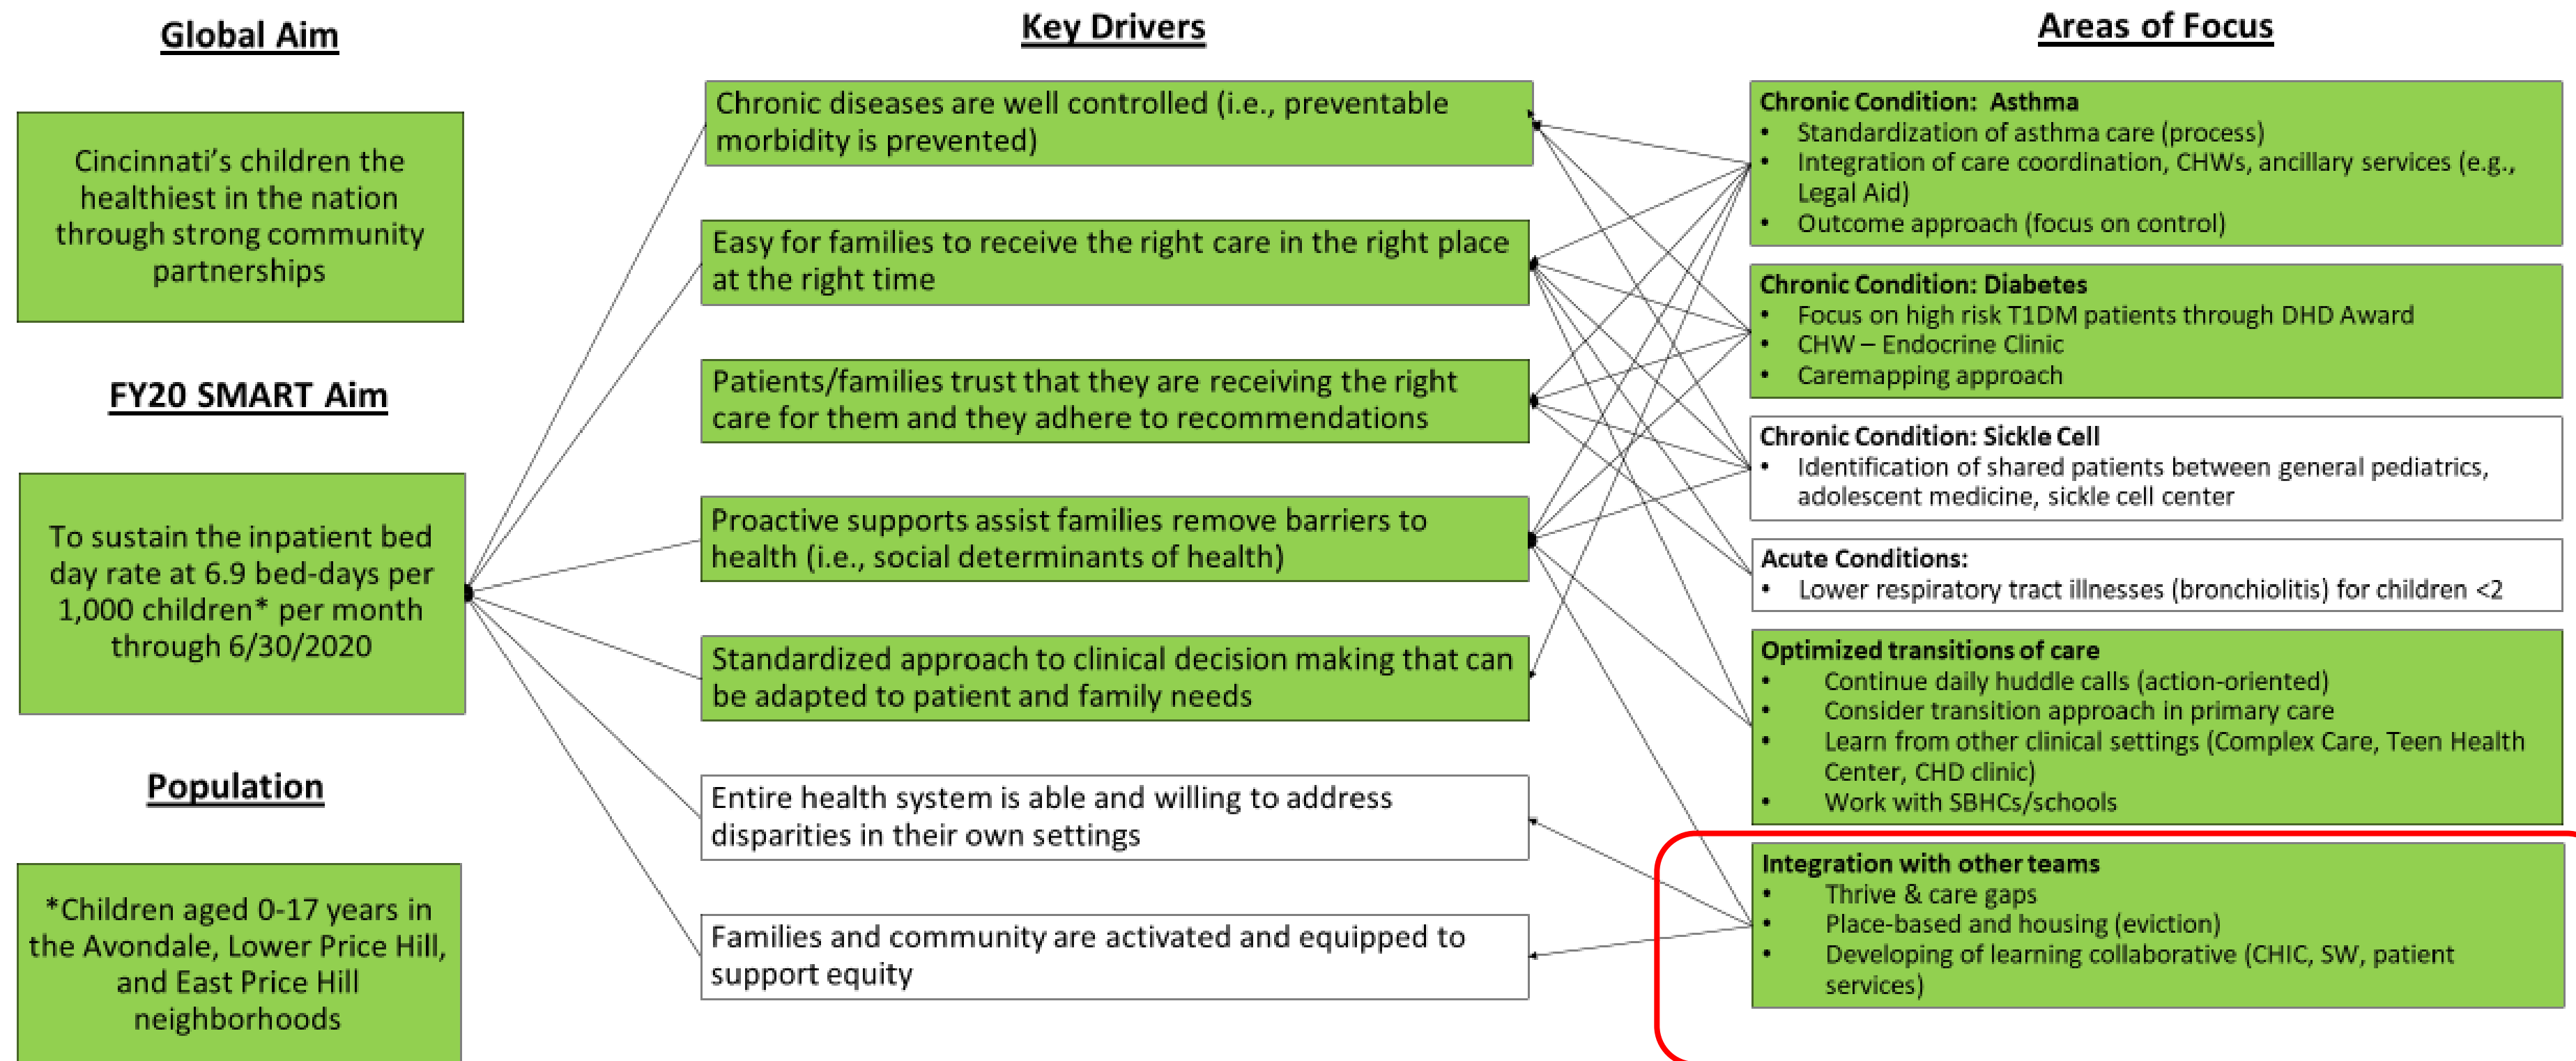 Global Aim
Cincinnati’s children the
healthiest in the nation
through strong community
partnerships
FY20 SMART Aim
To sustain the inpatient bed
day rate at 6.9 bed-days per
1,000 children* per month
through 6/30/2020
Population
*Children aged 0-17 years in
the Avondale, Lower Price Hill,
and East Price Hill
neighborhoods
Key Drivers
Chronic diseases are well controlled (i.e., preventable
morbidity is prevented)
Easy for families to receive the right care in the right place
at the right time
Patients/families trust that they are receiving the right
care for them and they adhere to recommendations
Proactive supports assist families remove barriers to
health (i.e., social determinants of health)
Standardized approach to clinical decision making that can
be adapted to patient and family needs
Entire health system is able and willing to address
disparities in their own settings
Families and community are activated and equipped to
support equity
Areas of Focus
Chronic Condition: Asthma
• Standardization of asthma care (process)
• Integration of care coordination, CHWs, ancillary services (e.g.,
Legal Aid)
• Outcome approach (focus on control)
Chronic Condition: Diabetes
• Focus on high risk T1DM patients through DHD Award
• CHW – Endocrine Clinic
• Caremapping approach
Chronic Condition: Sickle Cell
• Identification of shared patients between general pediatrics,
adolescent medicine, sickle cell center
Acute Conditions:
• Lower respiratory tract illnesses (bronchiolitis) for children <2
Optimized transitions of care
• Continue daily huddle calls (action-oriented)
• Consider transition approach in primary care
• Learn from other clinical settings (Complex Care, Teen Health
Center, CHD clinic)
• Work with SBHCs/schools
Integration with other teams
• Thrive & care gaps
• Place-based and housing (eviction)
• Developing of learning collaborative (CHIC, SW, patient
services)